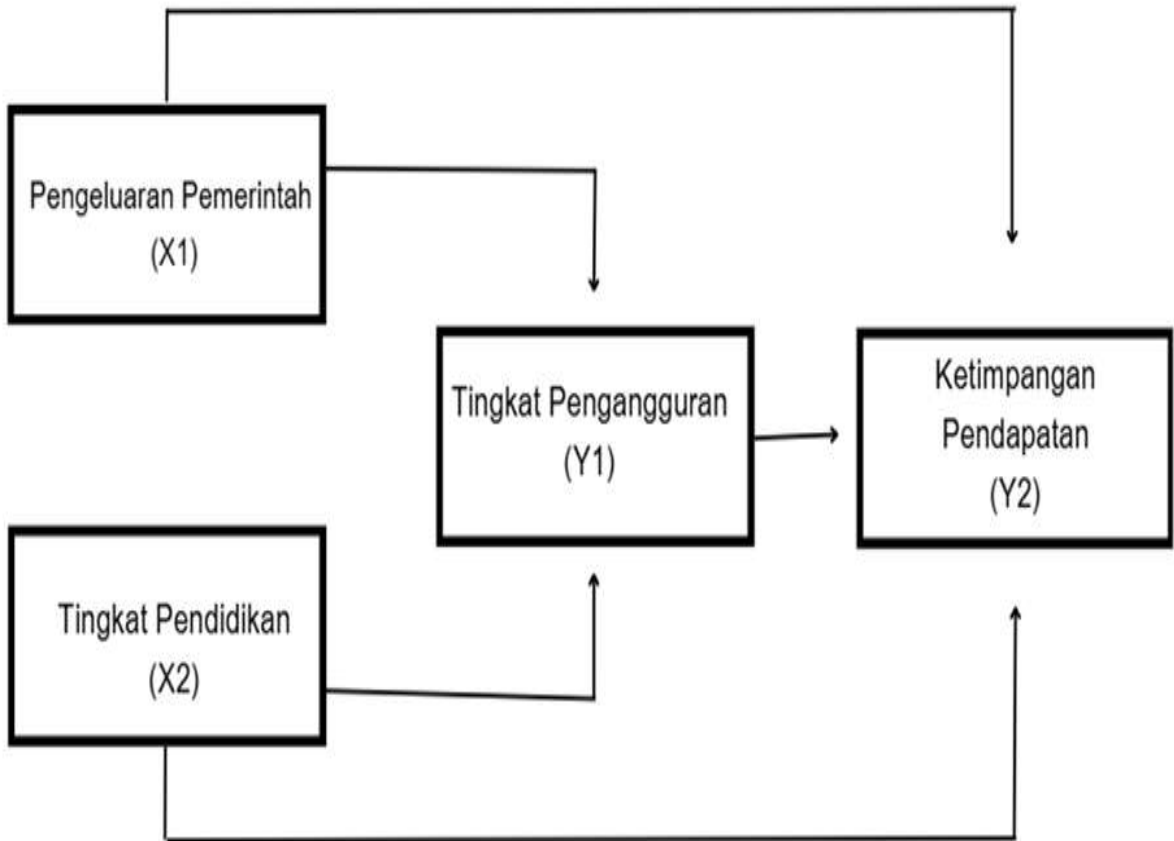 Pengeluaran Pemerintah
(X1)
Tingkat Pengangguran
(Y1)
Ketimpangan
Pendapatan
(Y2)
Tingkat Pendidikan
(X2)